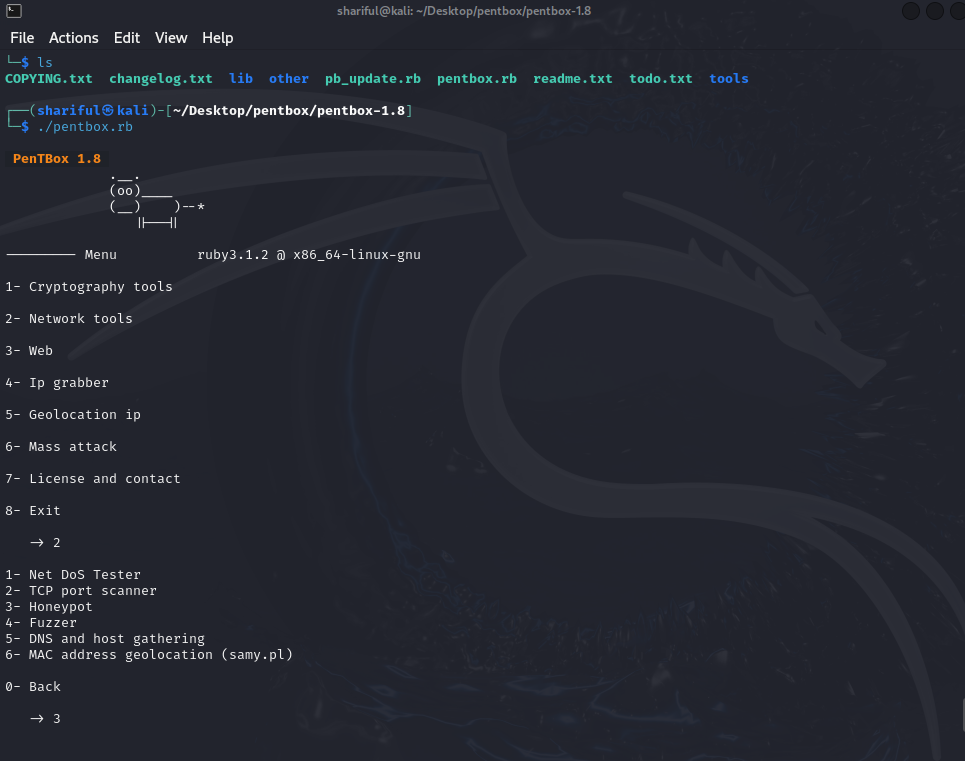 shariful@kali: ~/Desktop/pentbox/pentbox-1.8
File Actions Edit View Help
└─$ ls
COPYING.txt changelog.txt lib other pb_update.rb pentbox.rb readme.txt todo.txt tools
┌──(shariful㉿kali)-[~/Desktop/pentbox/pentbox-1.8]
└─$ ./pentbox.rb
PenTBox 1.8
.__.
(oo)____
(__)    )--*
||---||
--------- Menu ruby3.1.2 @ x86_64-linux-gnu
1- Cryptography tools
2- Network tools
3- Web
4- Ip grabber
5- Geolocation ip
6- Mass attack
7- License and contact
8- Exit
-> 2
1- Net DoS Tester
2- TCP port scanner
3- Honeypot
4- Fuzzer
5- DNS and host gathering
6- MAC address geolocation (samy.pl)
0- Back
-> 3